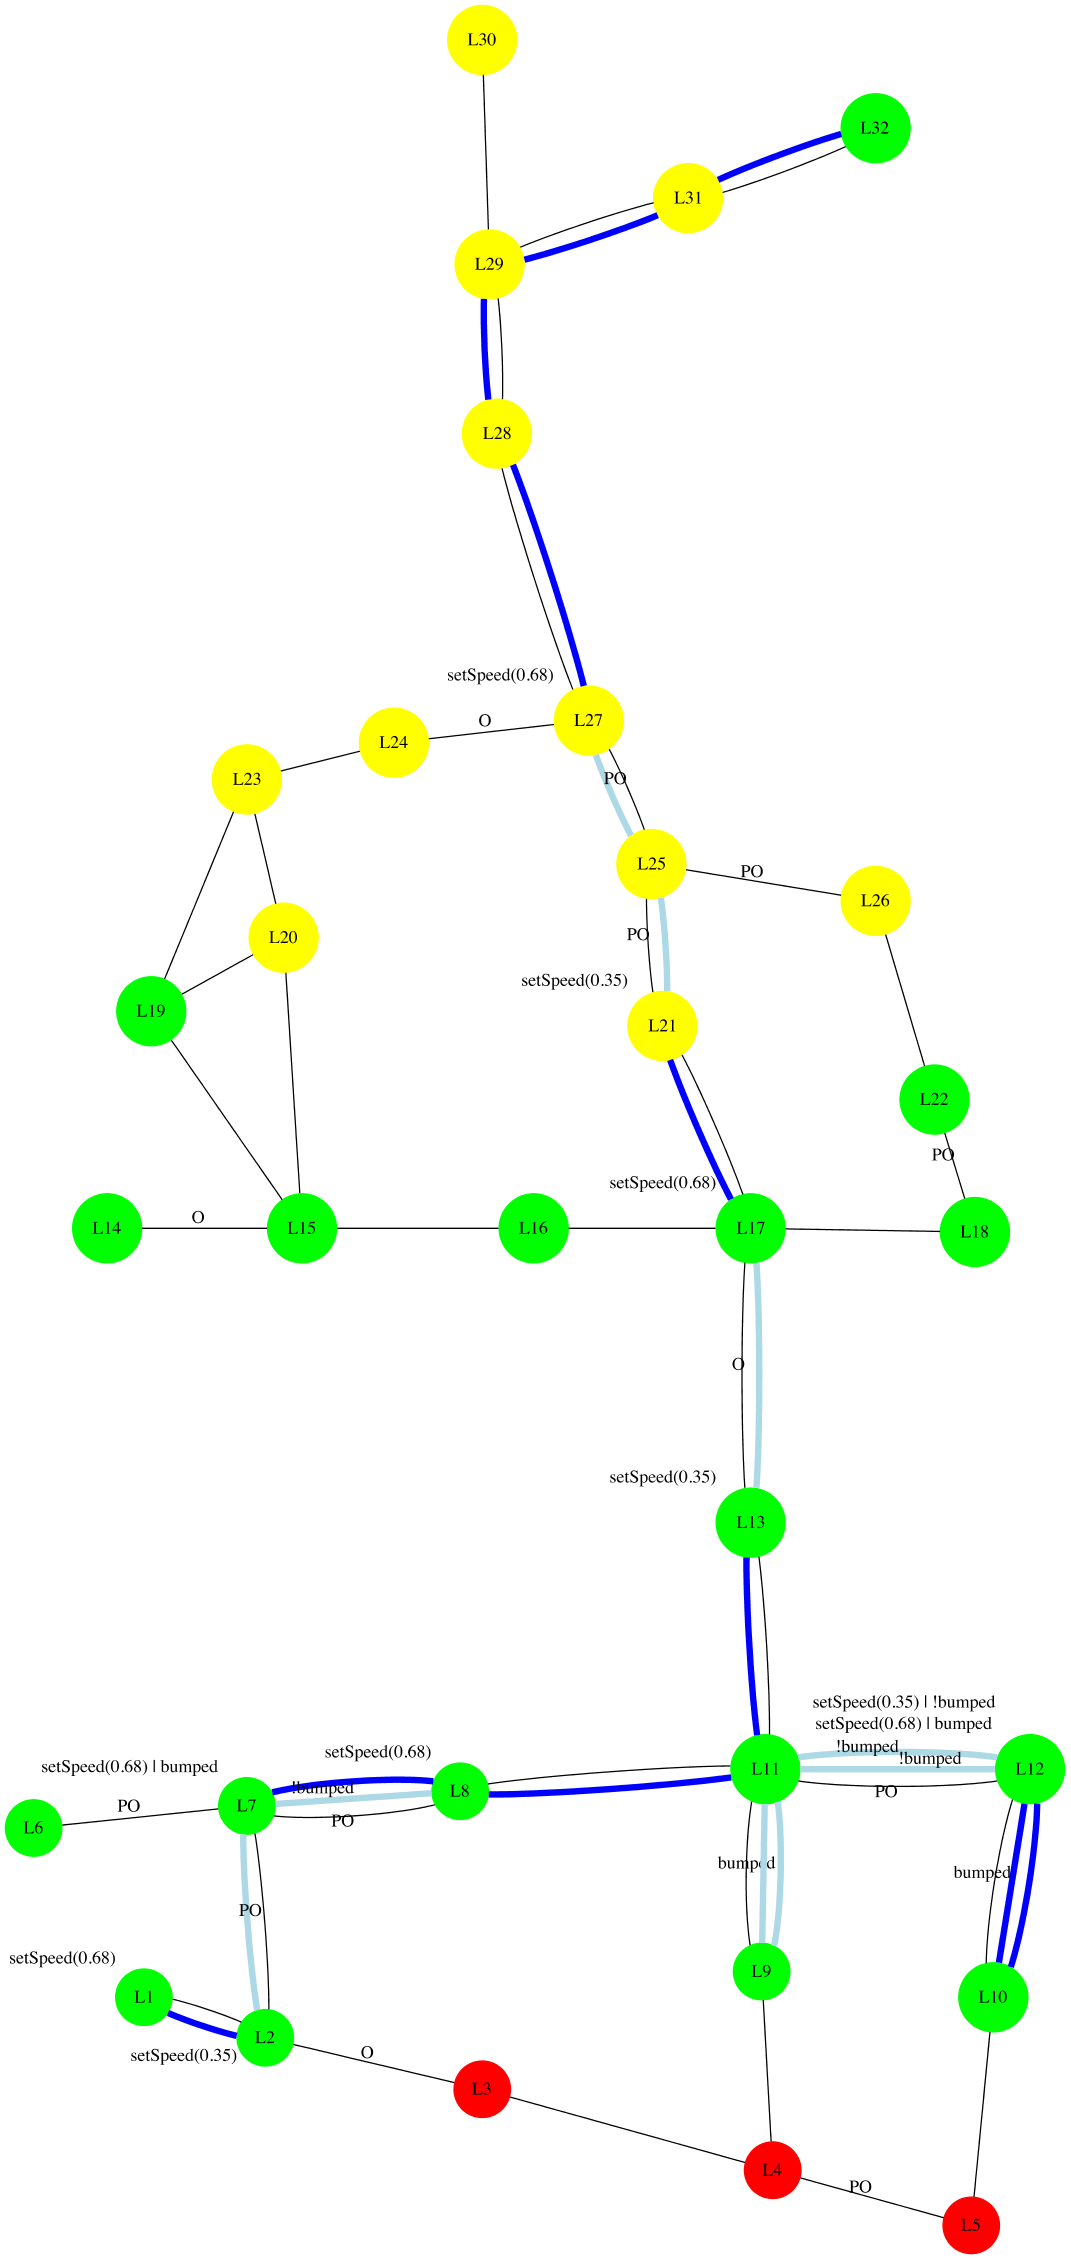 L30
L32
L31
L29
L28
setSpeed(0.68)
L27
O
L24
L23
PO
L25
PO
L26
L20
PO
setSpeed(0.35)
L19
L21
L22
PO
setSpeed(0.68)
L14
O
L15
L16
L17
L18
O
setSpeed(0.35)
L13
setSpeed(0.35) | !bumped
setSpeed(0.68) | bumped
!bumped
!bumped
setSpeed(0.68)
setSpeed(0.68) | bumped
L11
L12
!bumped
L8
PO
PO
L7
PO
L6
bumped
bumped
PO
setSpeed(0.68)
L9
L1
L10
L2
setSpeed(0.35)
O
L3
L4
PO
L5